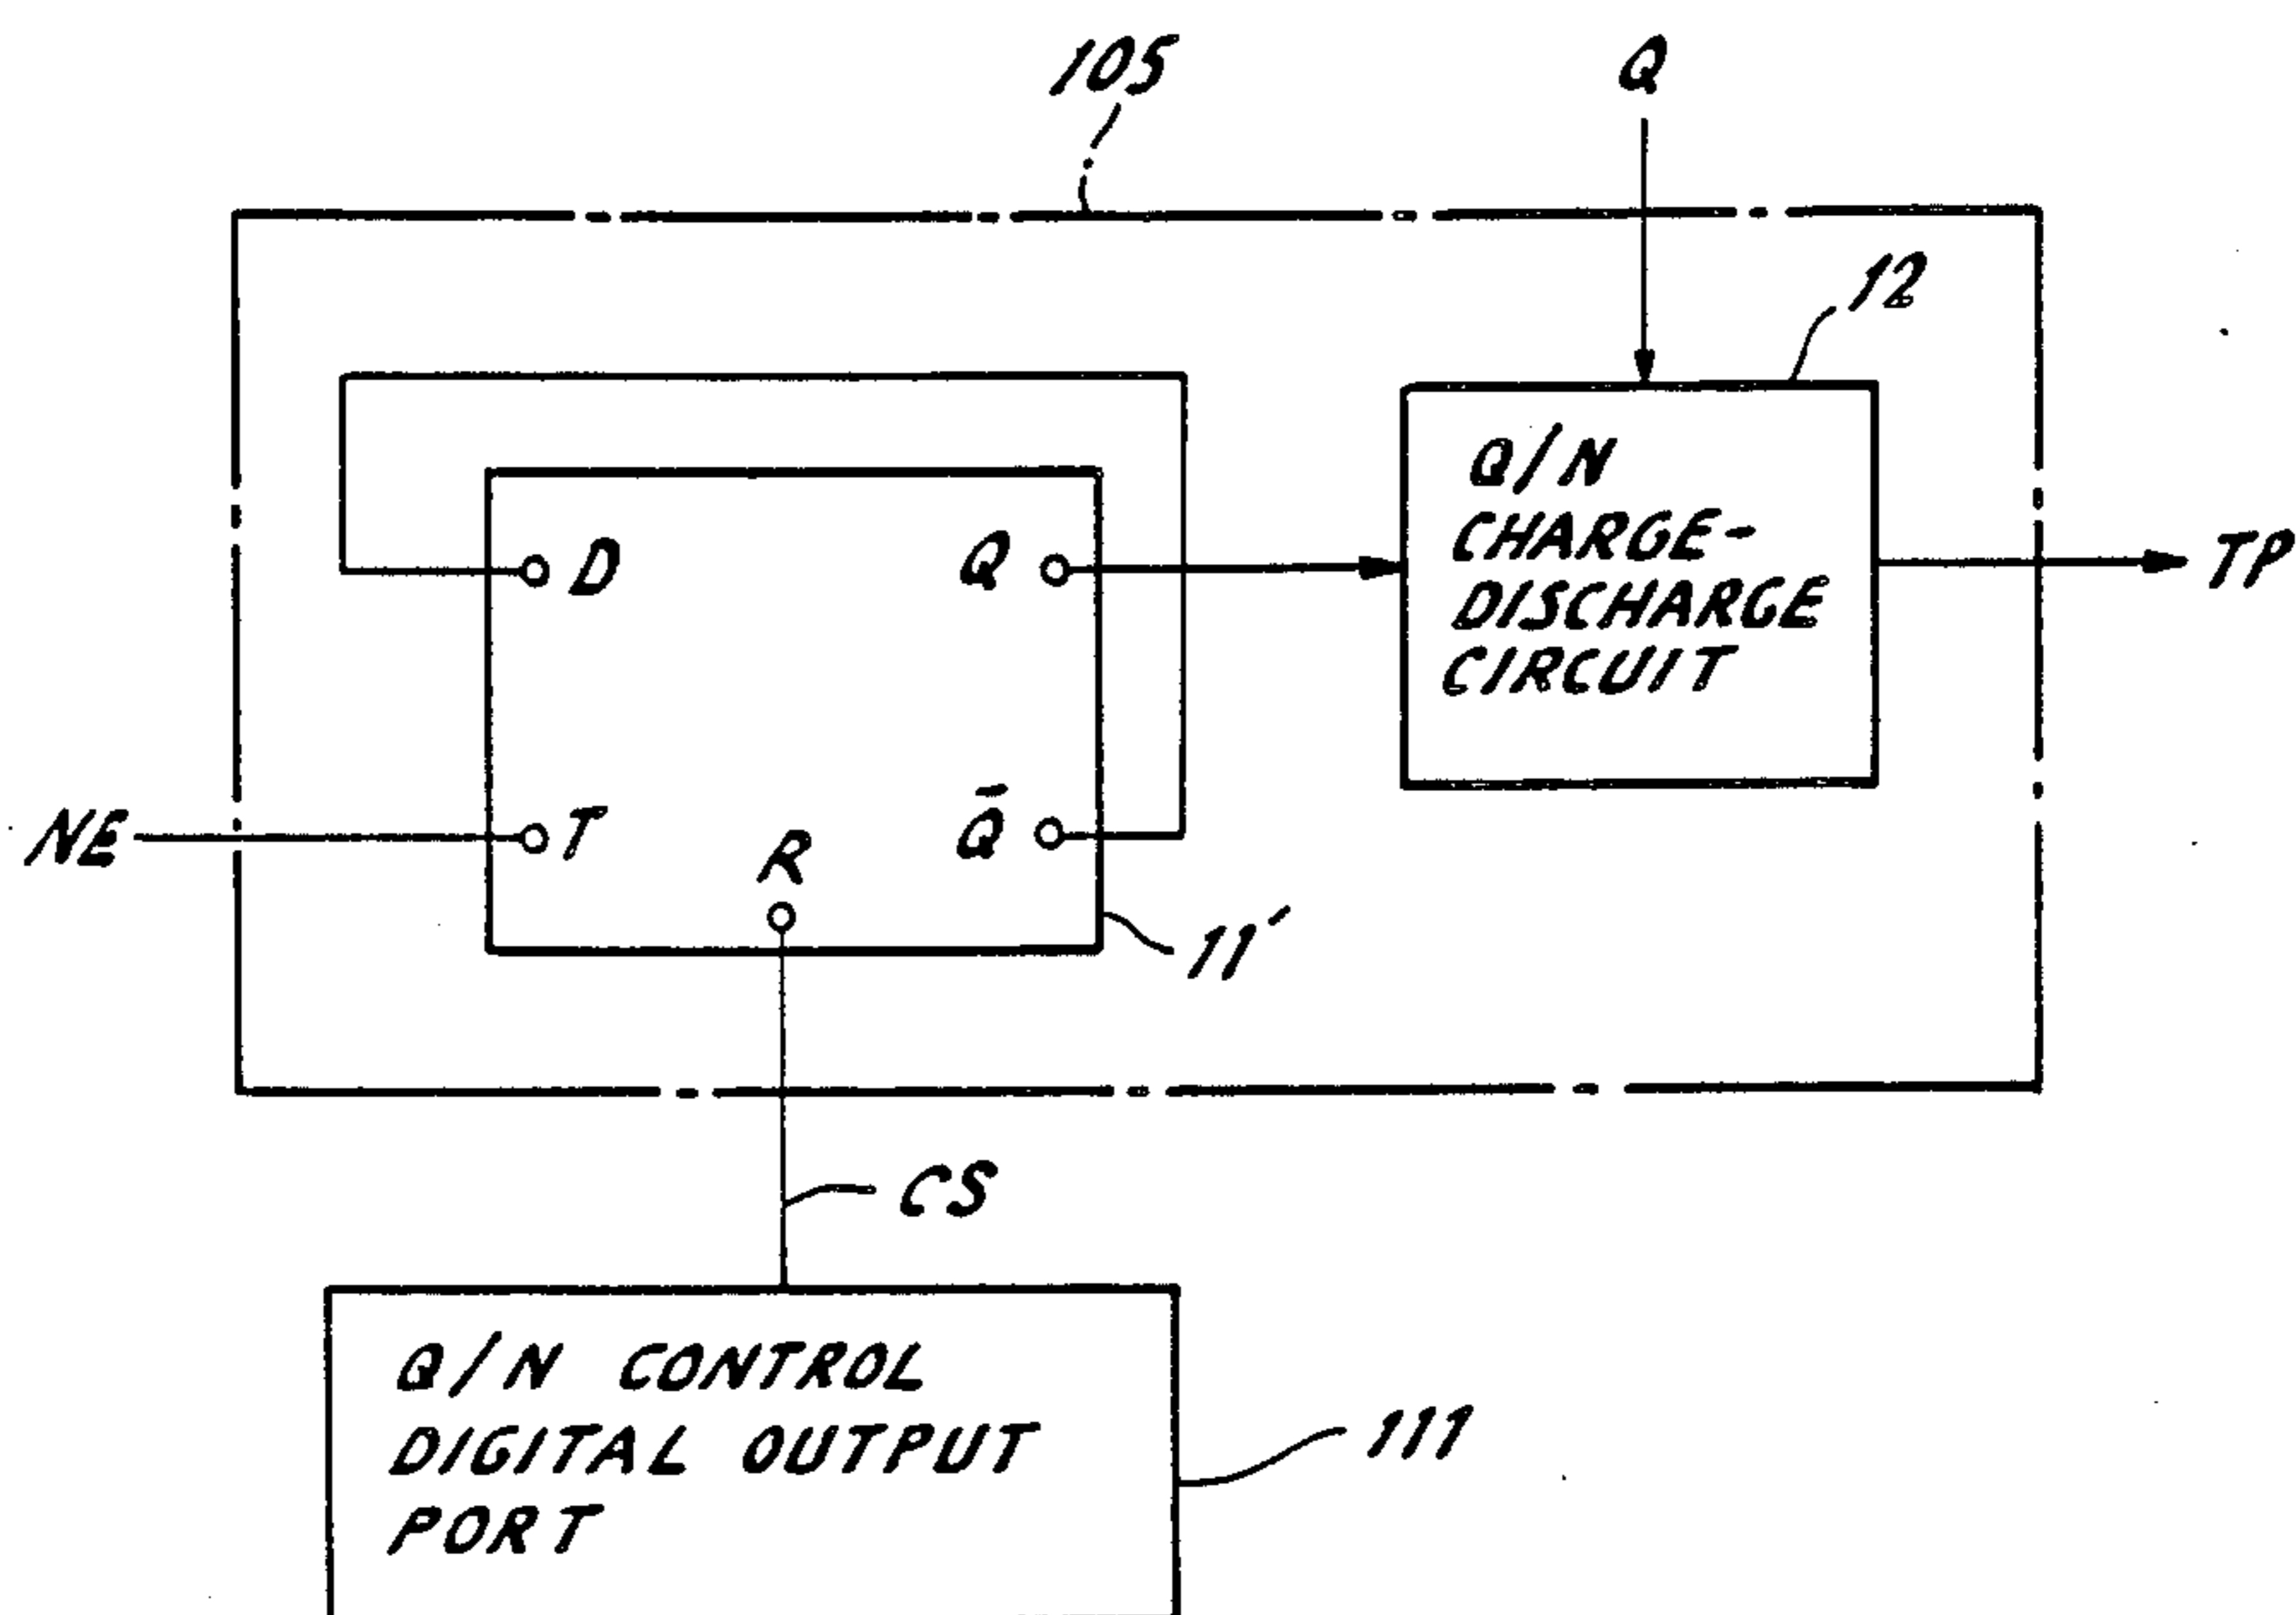 105
Q
12
Q/N
CHARGE-
DISCHARGE
CIRCUIT
TP
D
Q
NE
T
R
Q̄
11'
CS
Q/N CONTROL
DIGITAL OUTPUT
PORT
111